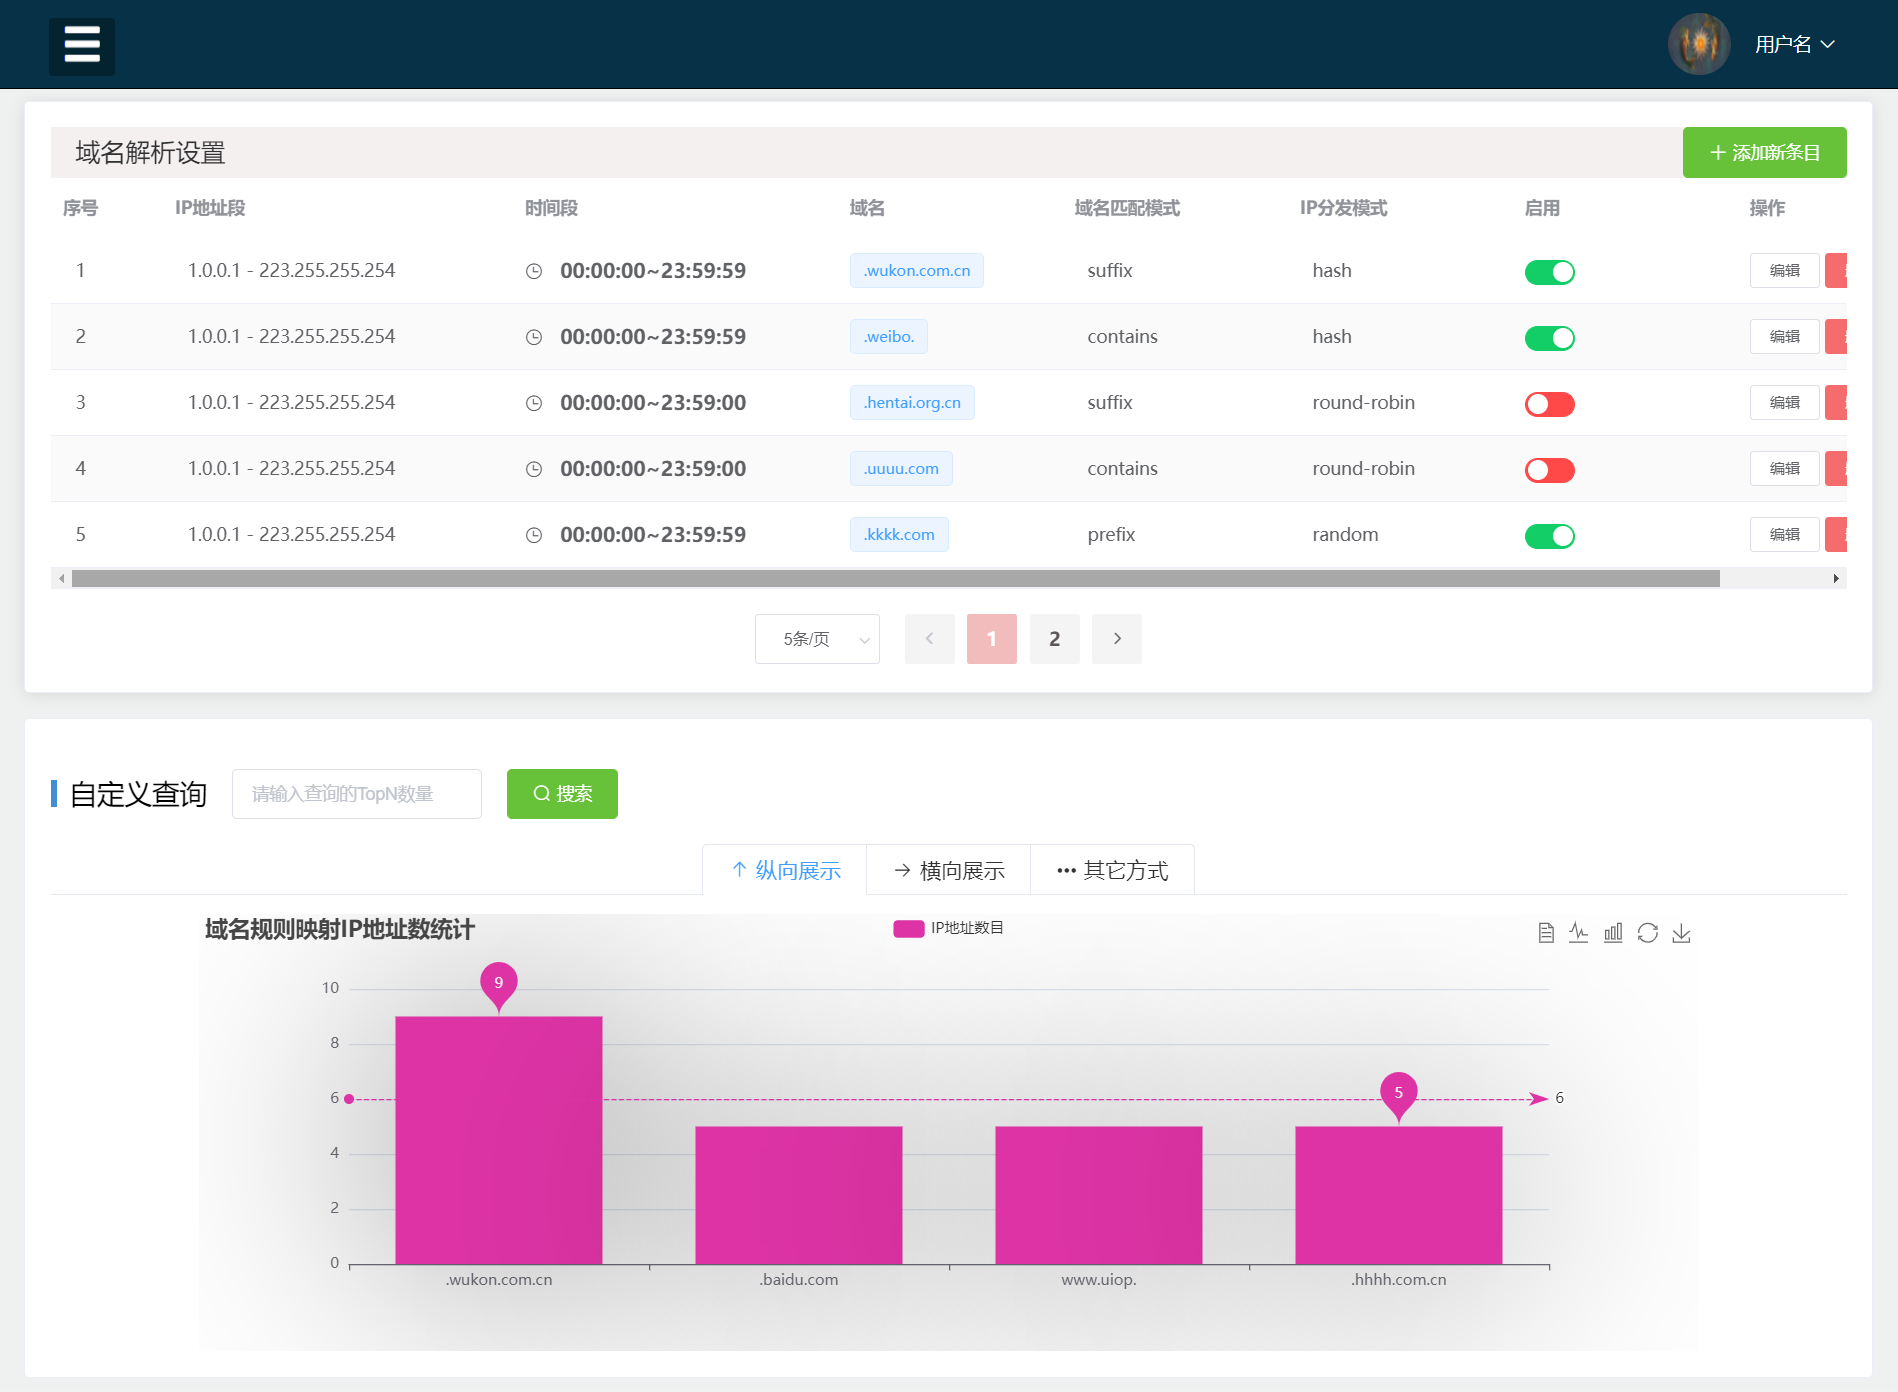 用户名
域名解析设置
添加新条目
序号 IP地址段 时间段 域名 域名匹配模式 IP分发模式 启用 操作
1 1.0.0.1 - 223.255.255.254 00:00:00~23:59:59 .wukon.com.cn suffix hash 编辑
2 1.0.0.1 - 223.255.255.254 00:00:00~23:59:59 .weibo. contains hash 编辑
3 1.0.0.1 - 223.255.255.254 00:00:00~23:59:00 .hentai.org.cn suffix round-robin 编辑
4 1.0.0.1 - 223.255.255.254 00:00:00~23:59:00 .uuuu.com contains round-robin 编辑
5 1.0.0.1 - 223.255.255.254 00:00:00~23:59:59 .kkkk.com prefix random 编辑
5条/页 1 2
自定义查询 请输入查询的TopN数量 搜索
纵向展示 横向展示 其它方式
域名规则映射IP地址数统计
IP地址数目
10
9
8
6
5
6
4
2
0
.wukon.com.cn .baidu.com www.uiop. .hhhh.com.cn